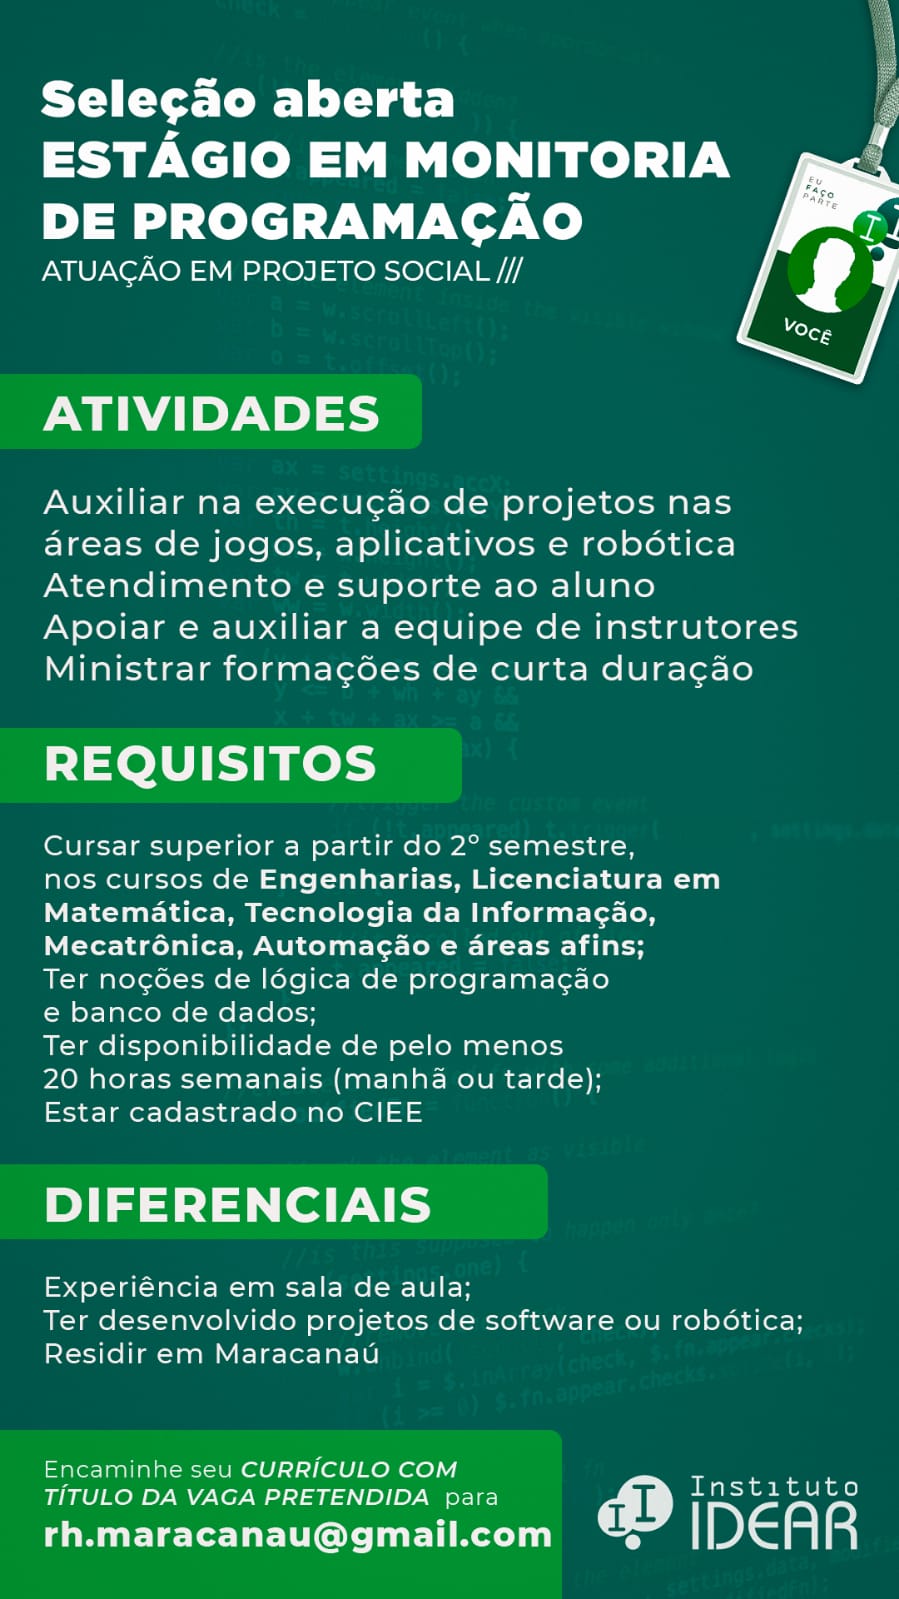 Seleção aberta
ESTÁGIO EM MONITORIA
DE PROGRAMAÇÃO
ATUAÇÃO EM PROJETO SOCIAL ///
EU
FAÇO
PARTE
VOCÊ
ATIVIDADES
Auxiliar na execução de projetos nas
áreas de jogos, aplicativos e robótica
Atendimento e suporte ao aluno
Apoiar e auxiliar a equipe de instrutores
Ministrar formações de curta duração
REQUISITOS
Cursar superior a partir do 2º semestre,
nos cursos de Engenharias, Licenciatura em
Matemática, Tecnologia da Informação,
Mecatrônica, Automação e áreas afins;
Ter noções de lógica de programação
e banco de dados;
Ter disponibilidade de pelo menos
20 horas semanais (manhã ou tarde);
Estar cadastrado no CIEE
DIFERENCIAIS
Experiência em sala de aula;
Ter desenvolvido projetos de software ou robótica;
Residir em Maracanaú
Encaminhe seu CURRÍCULO COM
TÍTULO DA VAGA PRETENDIDA para
rh.maracanau@gmail.com
Instituto
IDEAR